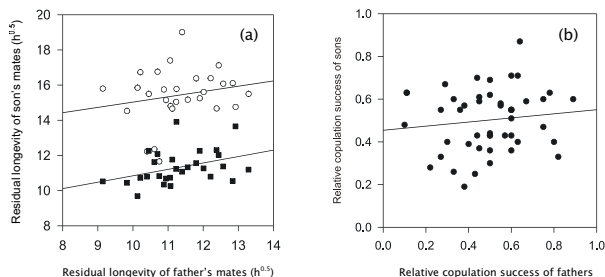 (a)
Residual longevity of son's mates (h^0.5)
20
18
16
14
12
10
8
8 9 10 11 12 13 14
Residual longevity of father's mates (h^0.5)
(b)
Relative copulation success of sons
1.0
0.8
0.6
0.4
0.2
0.0
0.0 0.2 0.4 0.6 0.8 1.0
Relative copulation success of fathers